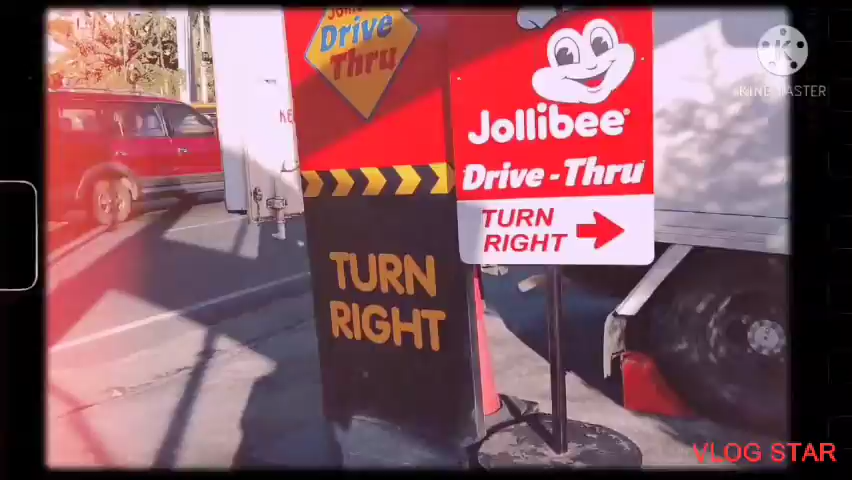 Drive
Thru
TURN
RIGHT
Jollibee
Drive-Thru
TURN
RIGHT
KINEMASTER
VLOG STAR